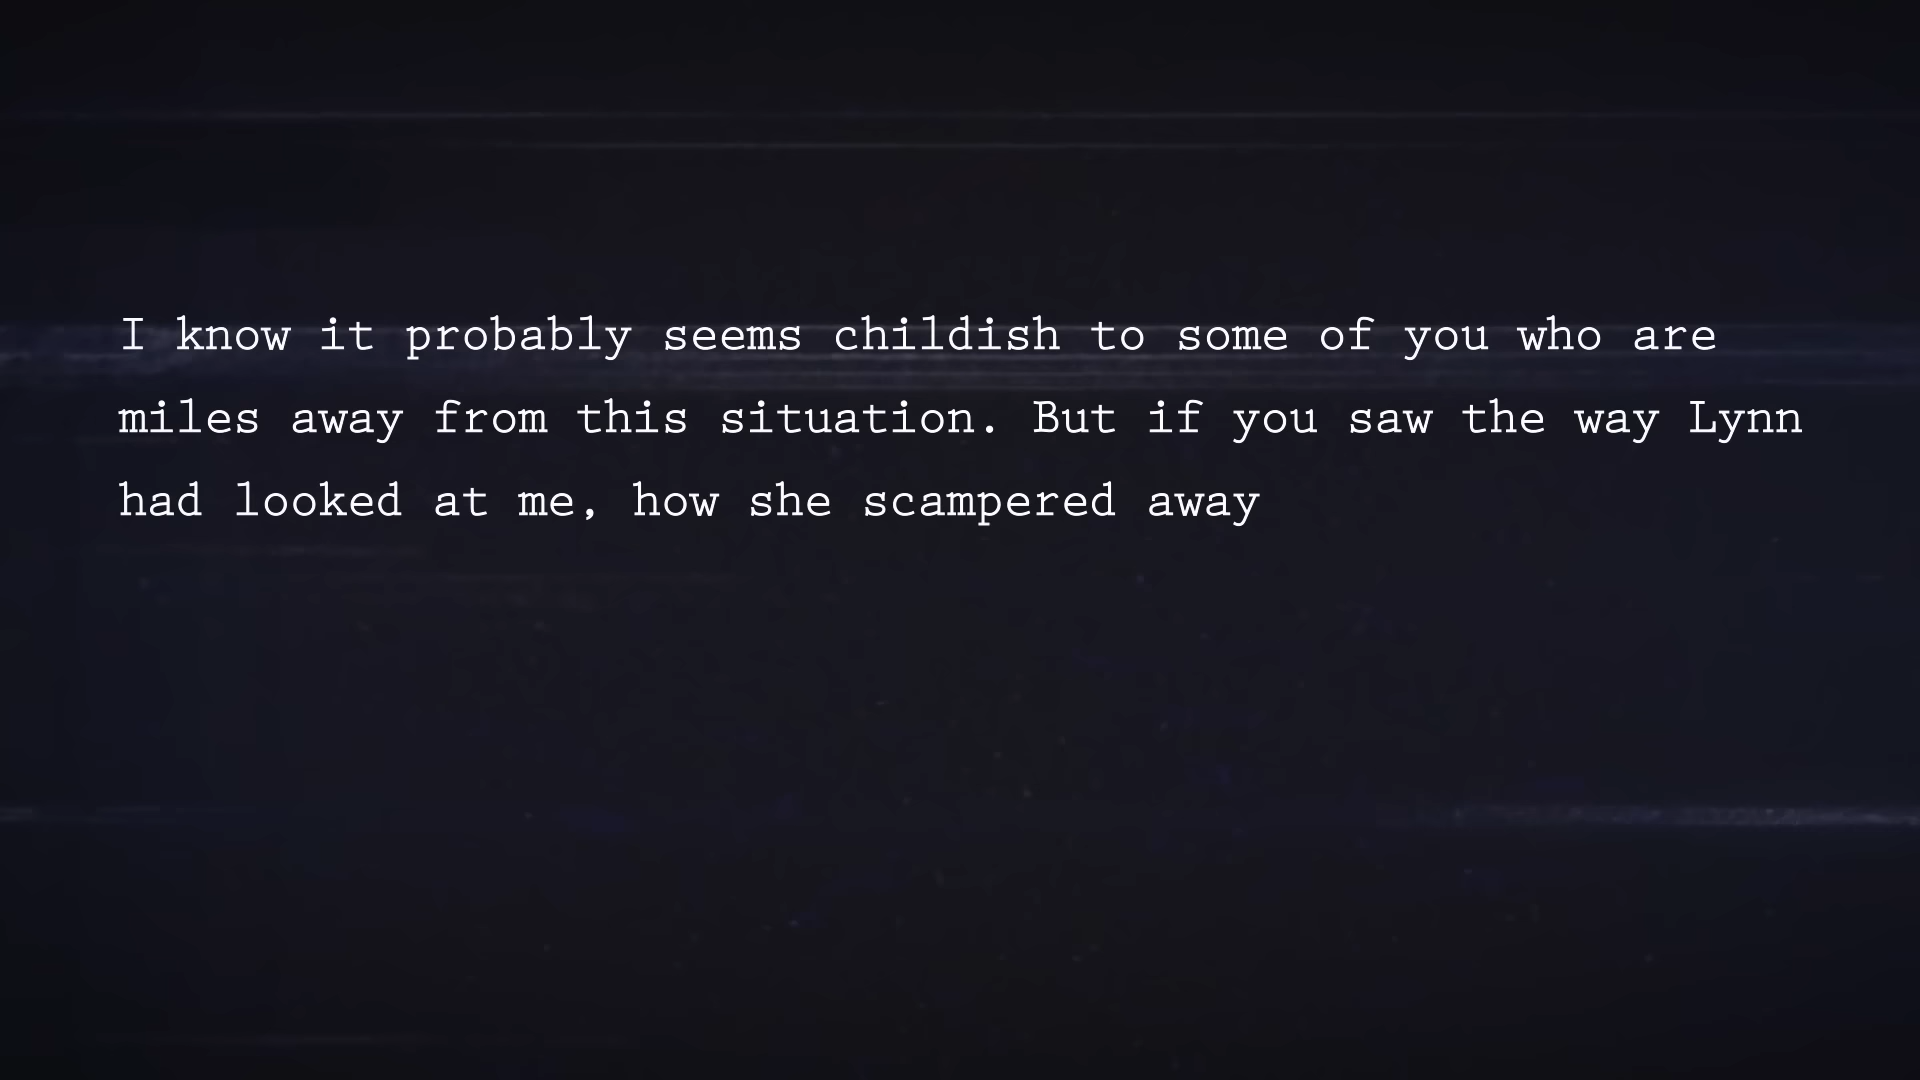 I know it probably seems childish to some of you who are
miles away from this situation. But if you saw the way Lynn
had looked at me, how she scampered away